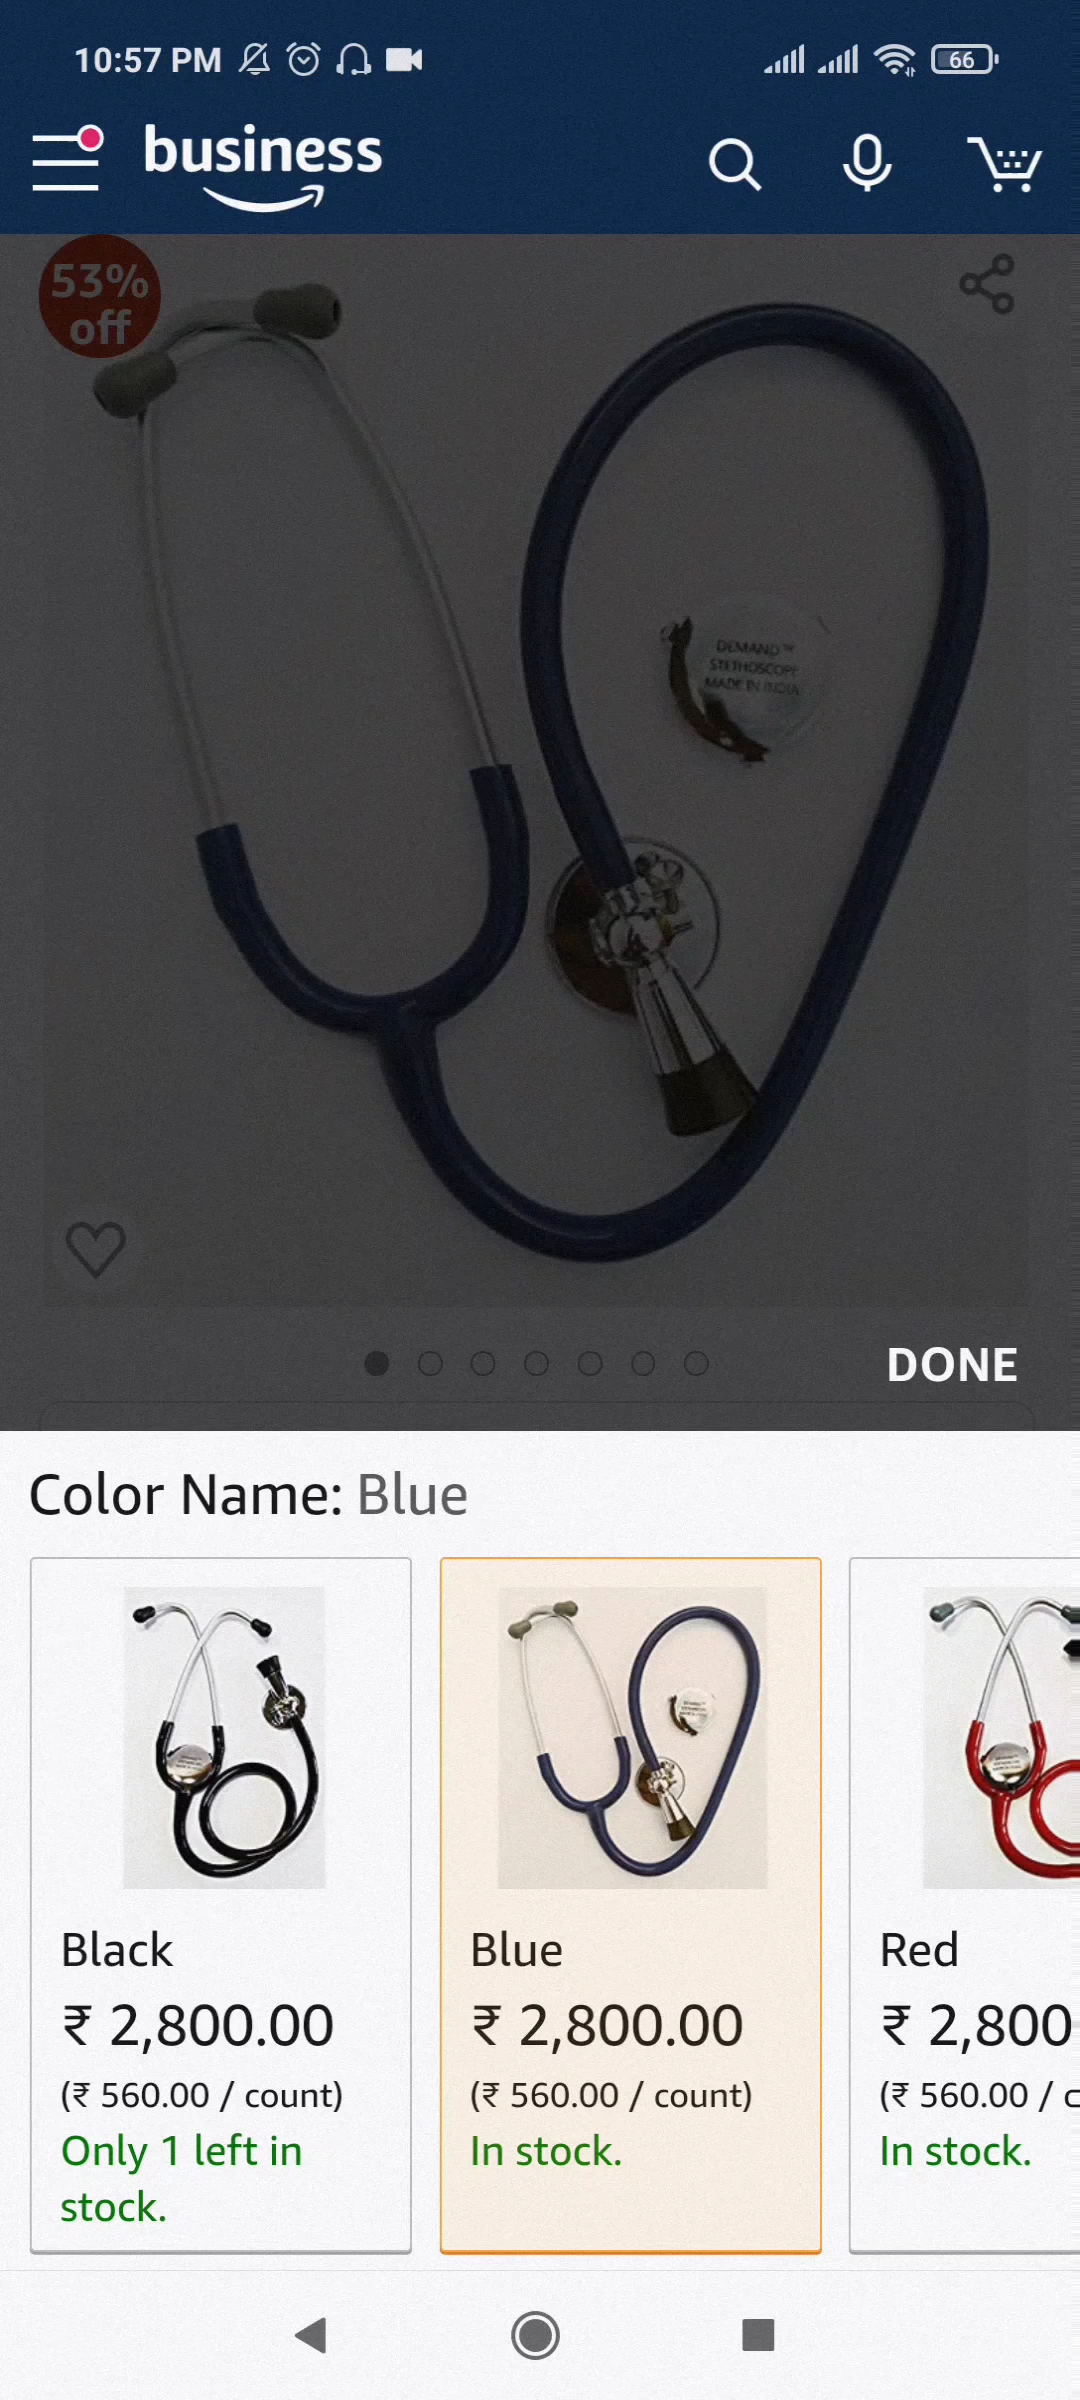 10:57 PM
66
business
53%
off
DEMAND™
STETHOSCOPE
MADE IN INDIA
DONE
Color Name: Blue
Black
₹ 2,800.00
(₹ 560.00 / count)
Only 1 left in
stock.
Blue
₹ 2,800.00
(₹ 560.00 / count)
In stock.
Red
₹ 2,800
(₹ 560.00 / c
In stock.